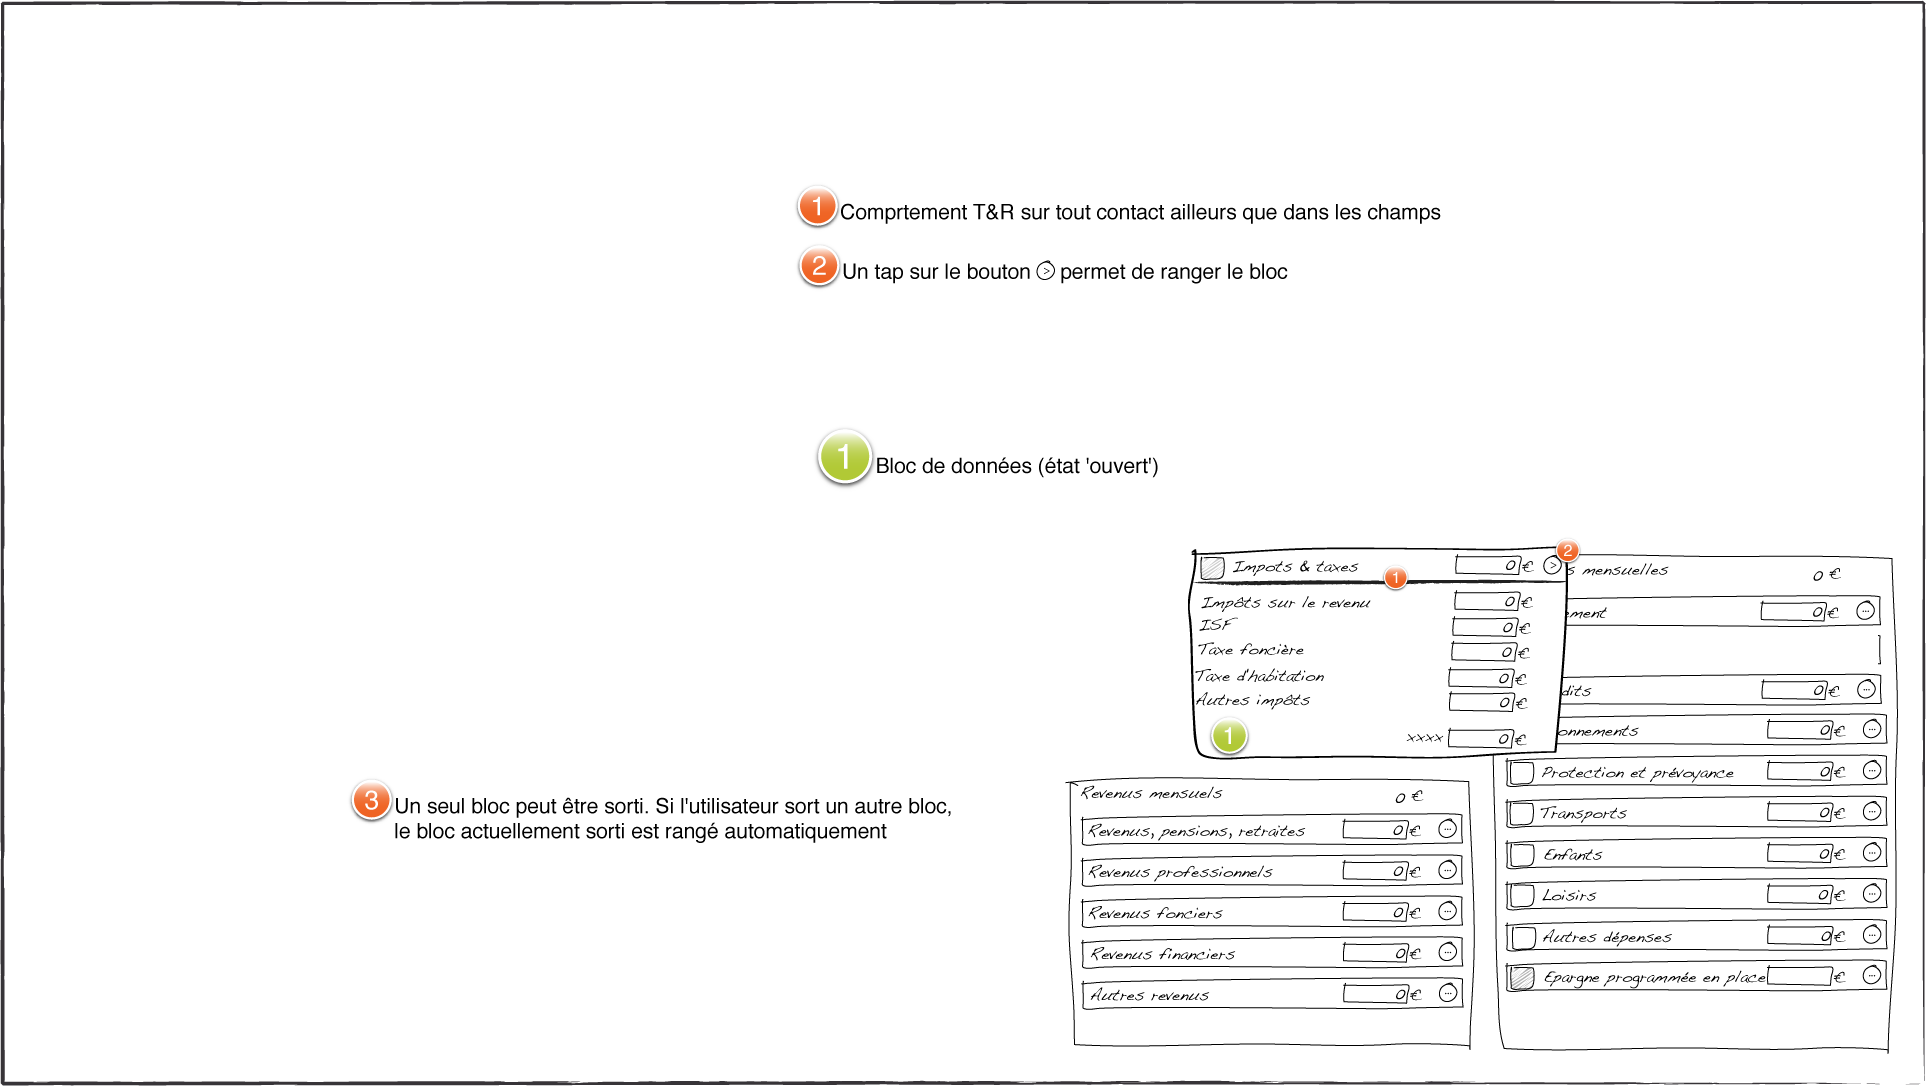 1 Comprtement T&R sur tout contact ailleurs que dans les champs
2 Un tap sur le bouton > permet de ranger le bloc
1 Bloc de données (état 'ouvert')
Impots & taxes 0 € > 2
1
Impôts sur le revenu 0 €
ISF 0 €
Taxe foncière 0 €
Taxe d'habitation 0 €
Autres impôts 0 €
1 xxxx 0 €
s mensuelles 0 €
ement 0 € ...
dits 0 € ...
onnements 0 € ...
Protection et prévoyance 0 € ...
Transports 0 € ...
Enfants 0 € ...
Loisirs 0 € ...
Autres dépenses 0 € ...
Epargne programmée en place € ...
3 Un seul bloc peut être sorti. Si l'utilisateur sort un autre bloc,
le bloc actuellement sorti est rangé automatiquement
Revenus mensuels 0 €
Revenus, pensions, retraites 0 € ...
Revenus professionnels 0 € ...
Revenus fonciers 0 € ...
Revenus financiers 0 € ...
Autres revenus 0 € ...